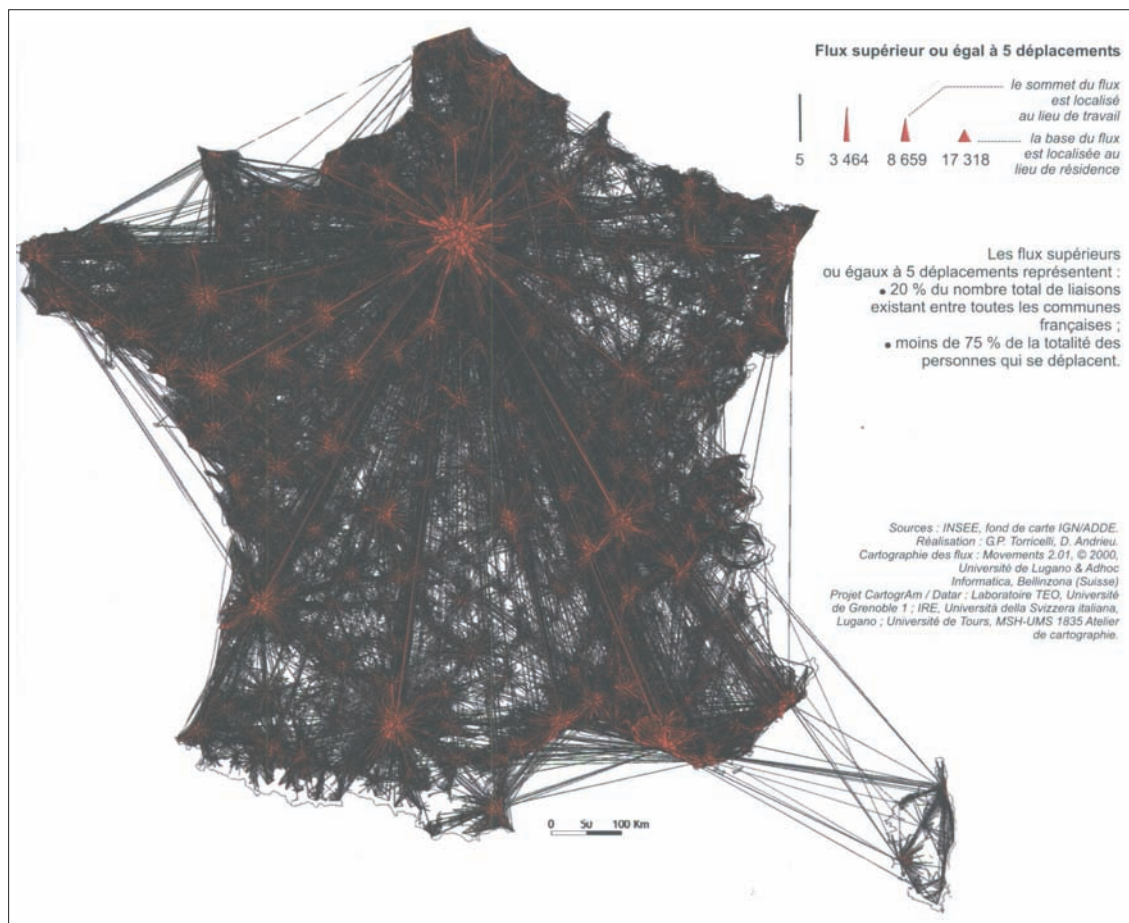 Flux supérieur ou égal à 5 déplacements
le sommet du flux
est localisé
au lieu de travail
la base du flux
est localisée au
lieu de résidence
5 3 464 8 659 17 318
Les flux supérieurs
ou égaux à 5 déplacements représentent :
• 20 % du nombre total de liaisons
existant entre toutes les communes
françaises ;
• moins de 75 % de la totalité des
personnes qui se déplacent.
Sources : INSEE, fond de carte IGN/ADDE.
Réalisation : G.P. Torricelli, D. Andrieu.
Cartographie des flux : Movements 2.01, © 2000,
Université de Lugano & Adhoc
Informatica, Bellinzona (Suisse)
Projet CartogrAm / Datar : Laboratoire TEO, Université
de Grenoble 1 ; IRE, Università della Svizzera italiana,
Lugano ; Université de Tours, MSH-UMS 1835 Atelier
de cartographie.
0 50 100 Km